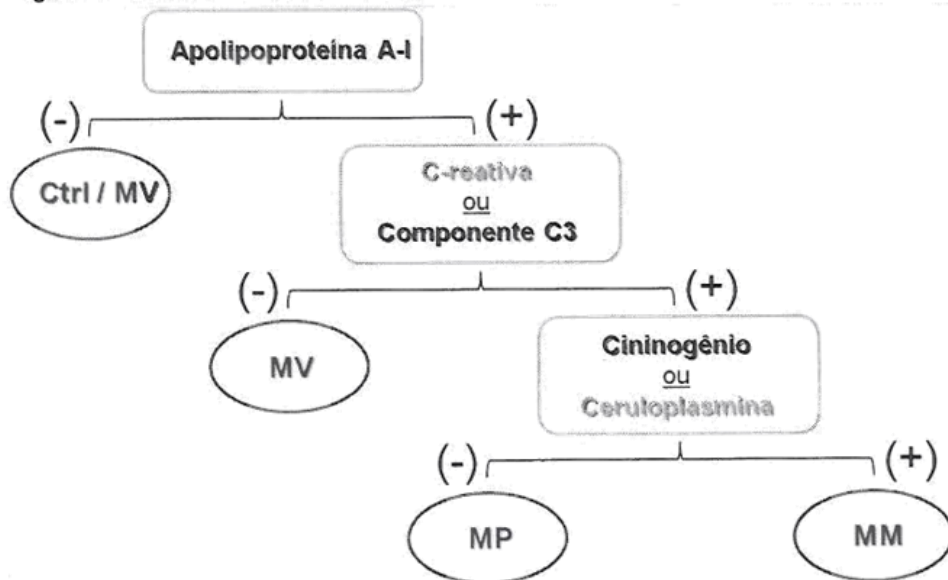 Apolipoproteína A-I
(-)
(+)
Ctrl / MV
C-reativa
ou
Componente C3
(-)
(+)
MV
Cininogênio
ou
Ceruloplasmina
(-)
(+)
MP
MM